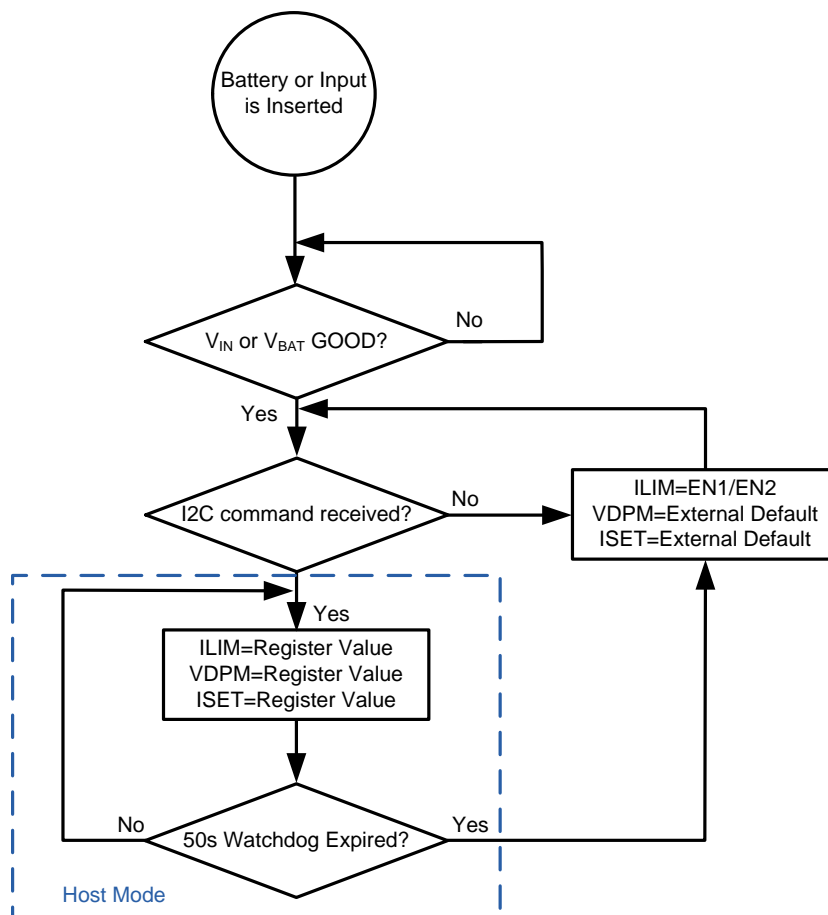 Battery or Input
is Inserted
No
V_IN or V_BAT GOOD?
Yes
No
I2C command received?
ILIM=EN1/EN2
VDPM=External Default
ISET=External Default
Yes
ILIM=Register Value
VDPM=Register Value
ISET=Register Value
No
50s Watchdog Expired?
Yes
Host Mode